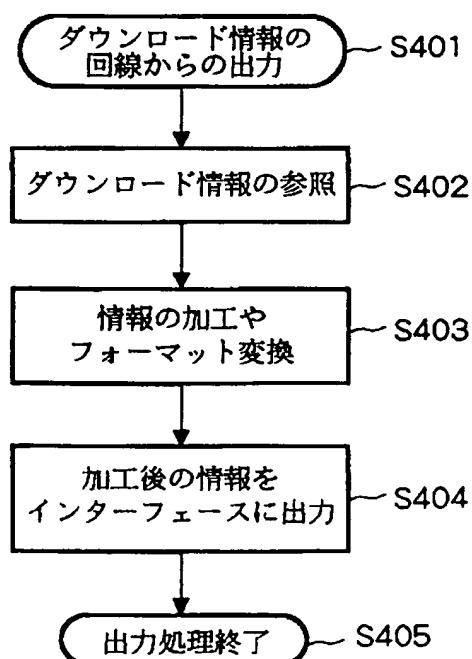 ダウンロード情報の
回線からの出力
S401
ダウンロード情報の参照
S402
情報の加工や
フォーマット変換
S403
加工後の情報を
インターフェースに出力
S404
出力処理終了
S405